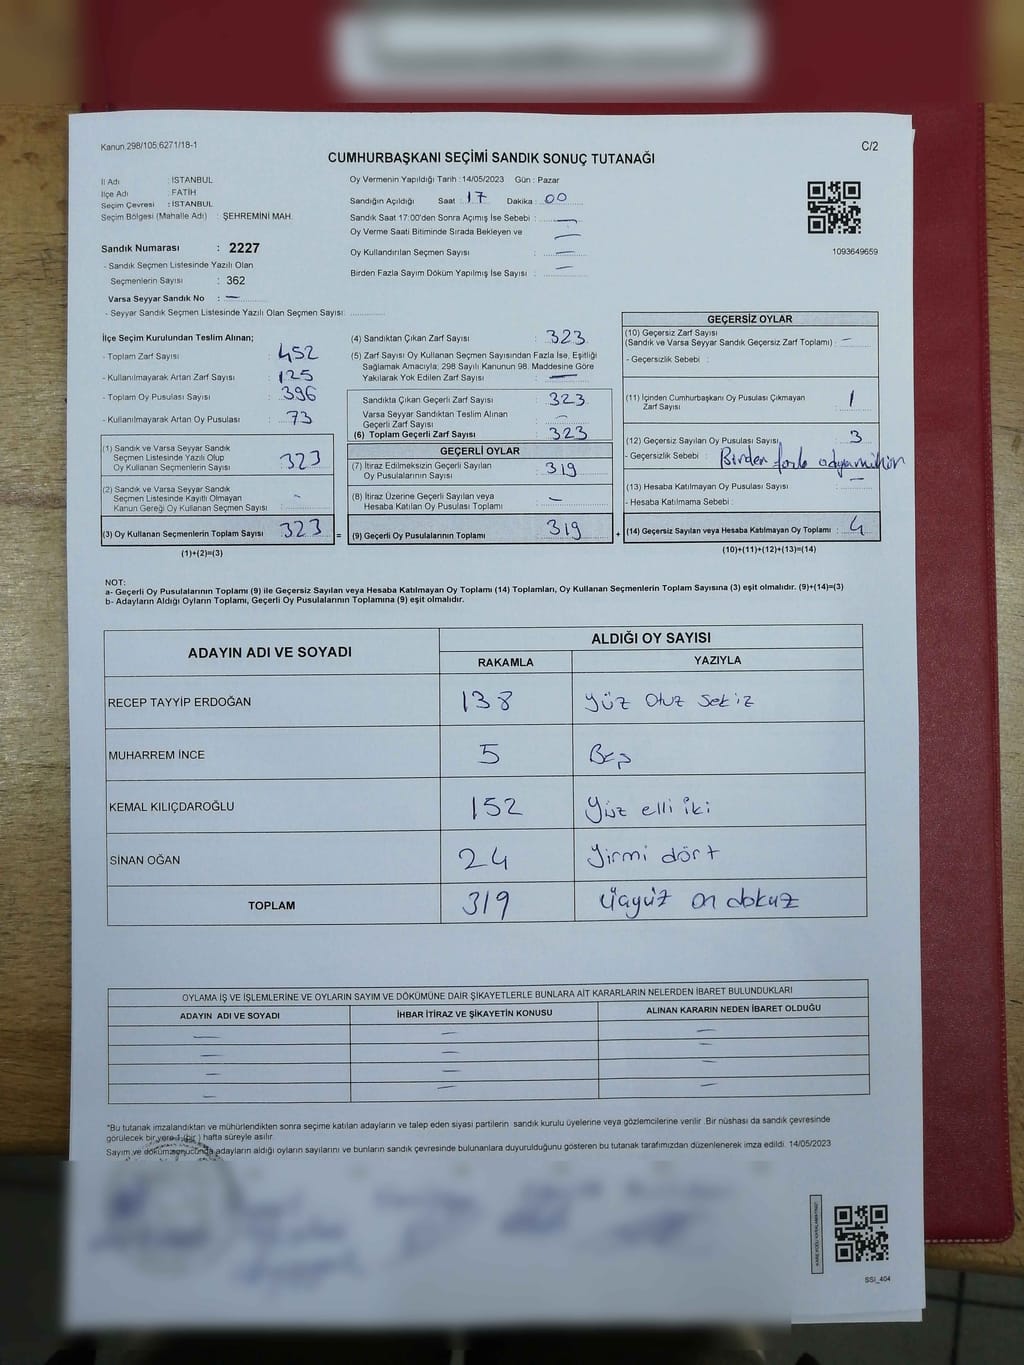 Kanun.298/105;6271/18-1
C/2
CUMHURBAŞKANI SEÇİMİ SANDIK SONUÇ TUTANAĞI
İl Adı : İSTANBUL
İlçe Adı : FATİH
Seçim Çevresi : İSTANBUL
Seçim Bölgesi (Mahalle Adı) : ŞEHREMİNİ MAH.
Sandık Numarası : 2227
- Sandık Seçmen Listesinde Yazılı Olan
Seçmenlerin Sayısı : 362
Varsa Seyyar Sandık No : —
- Seyyar Sandık Seçmen Listesinde Yazılı Olan Seçmen Sayısı:
Oy Vermenin Yapıldığı Tarih : 14/05/2023 Gün : Pazar
Sandığın Açıldığı Saat : 17 Dakika : 00
Sandık Saat 17:00'den Sonra Açımış İse Sebebi : —
Oy Verme Saati Bitiminde Sırada Bekleyen ve —
Oy Kullandırılan Seçmen Sayısı : —
Birden Fazla Sayım Döküm Yapılmış İse Sayısı : —
1093649659
İlçe Seçim Kurulundan Teslim Alınan;
- Toplam Zarf Sayısı : 452
- Kullanılmayarak Artan Zarf Sayısı : 125
- Toplam Oy Pusulası Sayısı : 396
- Kullanılmayarak Artan Oy Pusulası : 73
(1) Sandık ve Varsa Seyyar Sandık
Seçmen Listesinde Yazılı Olup
Oy Kullanan Seçmenlerin Sayısı : 323
(2) Sandık ve Varsa Seyyar Sandık
Seçmen Listesinde Kayıtlı Olmayan
Kanun Gereği Oy Kullanan Seçmen Sayısı : -
(3) Oy Kullanan Seçmenlerin Toplam Sayısı : 323 =
(1)+(2)=(3)
(4) Sandıktan Çıkan Zarf Sayısı : 323
(5) Zarf Sayısı Oy Kullanan Seçmen Sayısından Fazla İse, Eşitliği
Sağlamak Amacıyla; 298 Sayılı Kanunun 98. Maddesine Göre
Yakılarak Yok Edilen Zarf Sayısı : —
Sandıkta Çıkan Geçerli Zarf Sayısı : 323
Varsa Seyyar Sandıktan Teslim Alınan
Geçerli Zarf Sayısı : —
(6) Toplam Geçerli Zarf Sayısı : 323
GEÇERLİ OYLAR
(7) İtiraz Edilmeksizin Geçerli Sayılan
Oy Pusulalarının Sayısı : 319
(8) İtiraz Üzerine Geçerli Sayılan veya
Hesaba Katılan Oy Pusulası Toplamı : —
(9) Geçerli Oy Pusulalarının Toplamı : 319 +
GEÇERSİZ OYLAR
(10) Geçersiz Zarf Sayısı
(Sandık ve Varsa Seyyar Sandık Geçersiz Zarf Toplamı) : —
- Geçersizlik Sebebi :
(11) İçinden Cumhurbaşkanı Oy Pusulası Çıkmayan
Zarf Sayısı : 1
(12) Geçersiz Sayılan Oy Pusulası Sayısı : 3
- Geçersizlik Sebebi : Birden fazla
(13) Hesaba Katılmayan Oy Pusulası Sayısı : —
- Hesaba Katılmama Sebebi :
(14) Geçersiz Sayılan veya Hesaba Katılmayan Oy Toplamı : 4
(10)+(11)+(12)+(13)=(14)
NOT:
a- Geçerli Oy Pusulalarının Toplamı (9) ile Geçersiz Sayılan veya Hesaba Katılmayan Oy Toplamı (14) Toplamları, Oy Kullanan Seçmenlerin Toplam Sayısına (3) eşit olmalıdır. (9)+(14)=(3)
b- Adayların Aldığı Oyların Toplamı, Geçerli Oy Pusulalarının Toplamına (9) eşit olmalıdır.
ADAYIN ADI VE SOYADI
ALDIĞI OY SAYISI
RAKAMLA YAZIYLA
RECEP TAYYİP ERDOĞAN 138 Yüz Otuz Sekiz
MUHARREM İNCE 5 Beş
KEMAL KILIÇDAROĞLU 152 Yüz elli iki
SİNAN OĞAN 24 Yirmi dört
TOPLAM 319 Üçyüz on dokuz
OYLAMA İŞ VE İŞLEMLERİNE VE OYLARIN SAYIM VE DÖKÜMÜNE DAİR ŞİKAYETLERLE BUNLARA AİT KARARLARIN NELERDEN İBARET BULUNDUKLARI
ADAYIN ADI VE SOYADI İHBAR İTİRAZ VE ŞİKAYETİN KONUSU ALINAN KARARIN NEDEN İBARET OLDUĞU
— — —
— — —
— — —
— — —
*Bu tutanak imzalandıktan ve mühürlendikten sonra seçime katılan adayların ve talep eden siyasi partilerin sandık kurulu üyelerine veya gözlemcilerine verilir .Bir nüshası da sandık çevresinde
görülecek bir yere 1 (bir ) hafta süreyle asılır.
Sayım ve döküm sonucunda adayların aldığı oyların sayılarını ve bunların sandık çevresinde bulunanlara duyurulduğunu gösteren bu tutanak tarafımızdan düzenlenerek imza edildi. 14/05/2023
SSI_404